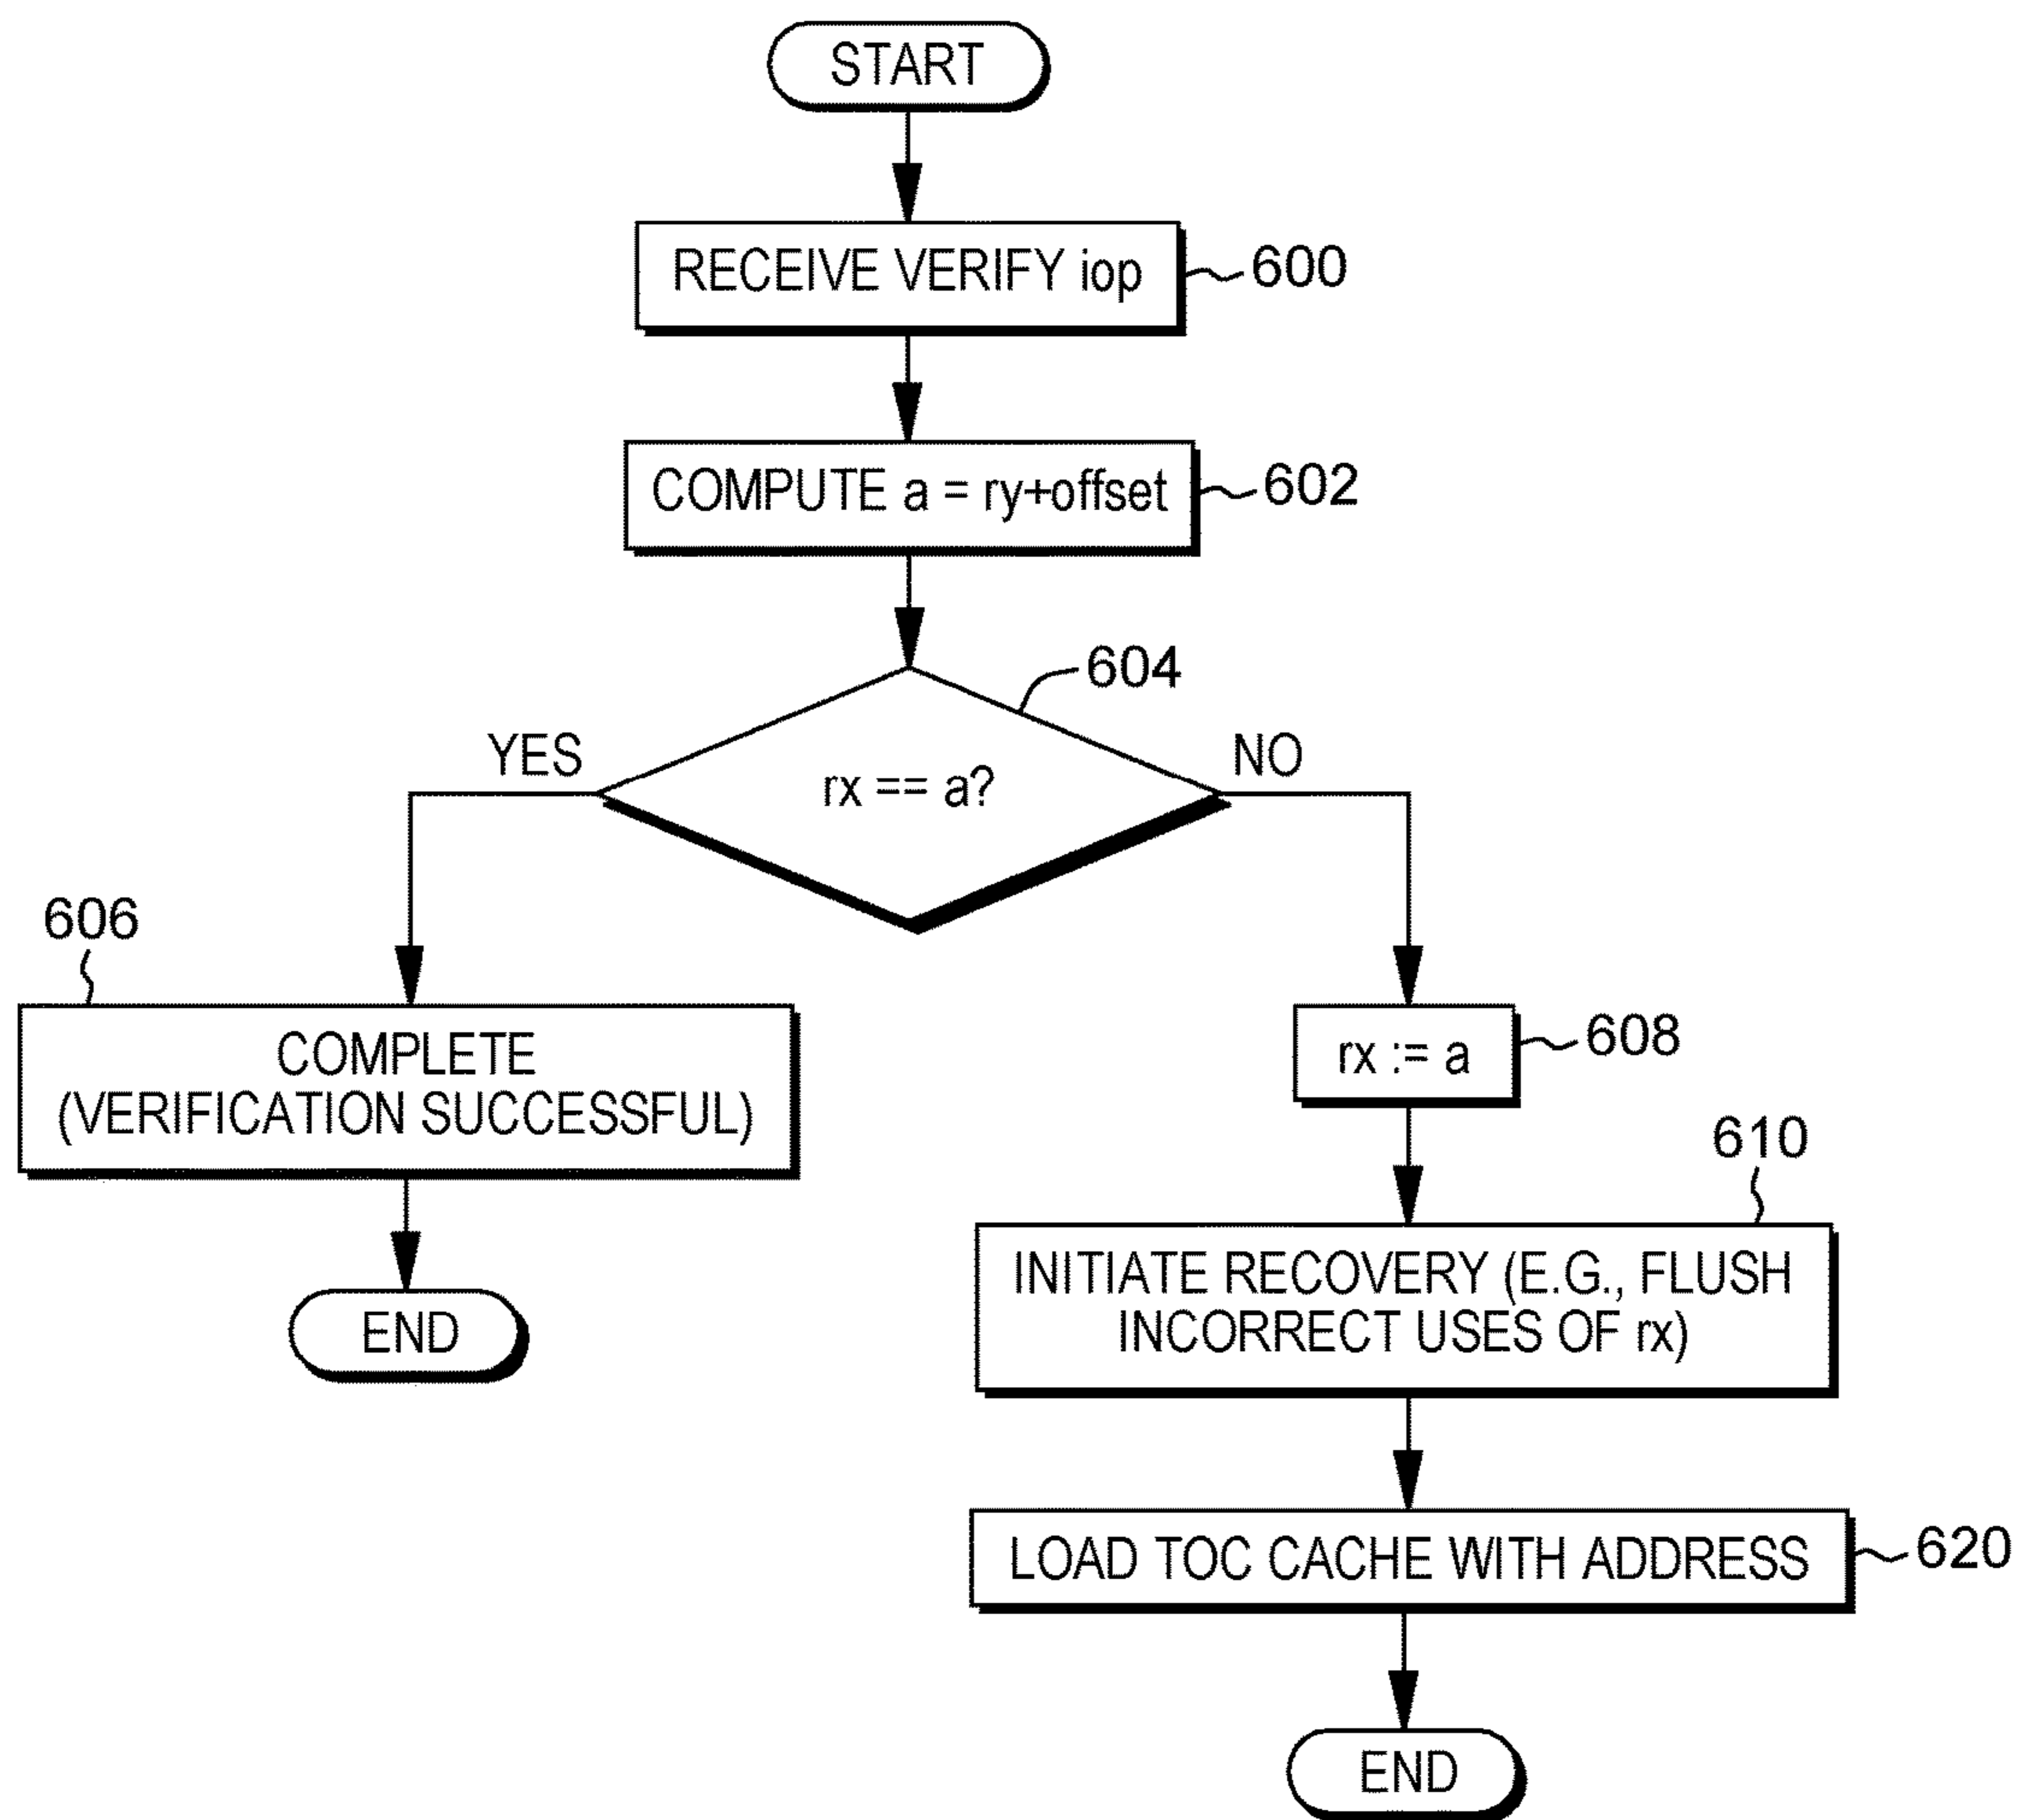 START
RECEIVE VERIFY iop
600
COMPUTE a = ry+offset
602
604
rx == a?
YES
NO
606
COMPLETE
(VERIFICATION SUCCESSFUL)
END
rx := a
608
610
INITIATE RECOVERY (E.G., FLUSH
INCORRECT USES OF rx)
LOAD TOC CACHE WITH ADDRESS
620
END